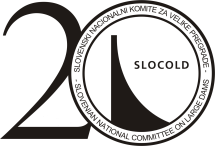 20
- SLOVENSKI NACIONALNI KOMITE ZA VELIKE PREGRADE -
SLOCOLD
SLOVENIAN NATIONAL COMMITTEE ON LARGE DAMS